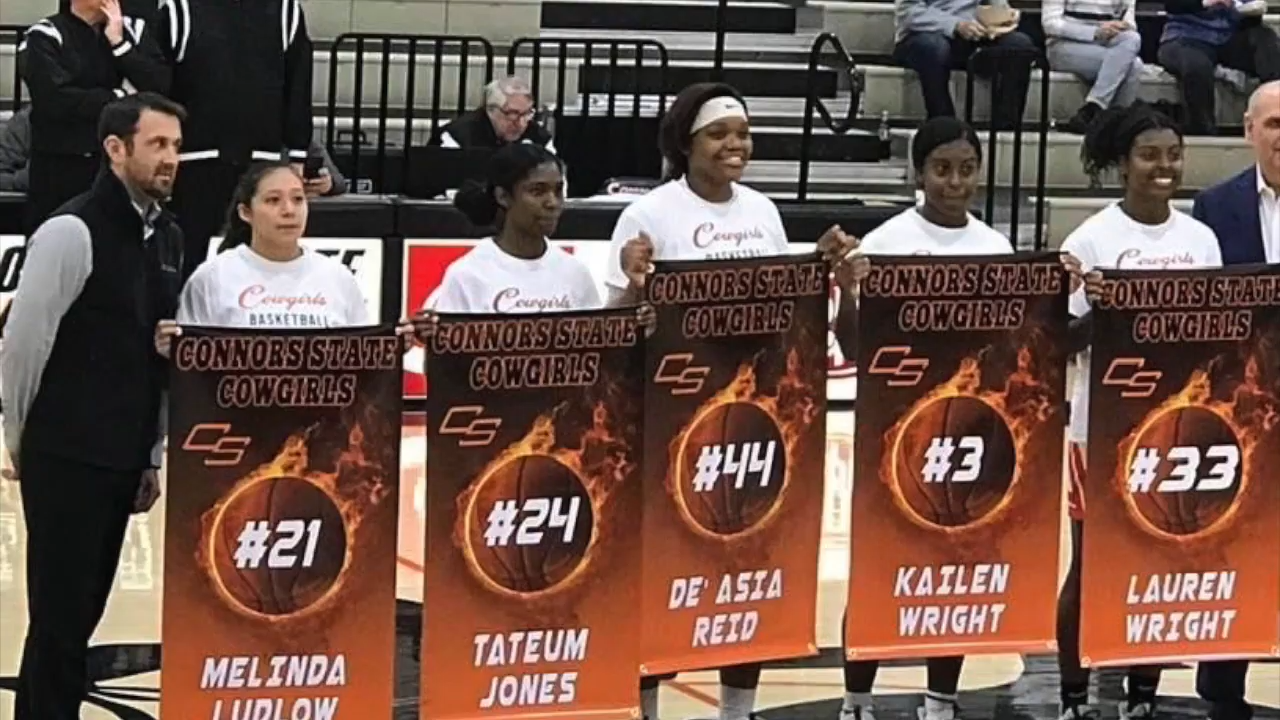 Cowgirls
BASKETBALL
CONNORS STATE
COWGIRLS
CS
#21
MELINDA
LUDLOW
Cowgirls
CONNORS STATE
COWGIRLS
CS
#24
TATEUM
JONES
Cowgirls
BASKETBALL
CONNORS STATE
COWGIRLS
CS
#44
DE' ASIA
REID
CONNORS STATE
COWGIRLS
CS
#3
KAILEN
WRIGHT
Cowgirls
CONNORS STATE
COWGIRLS
CS
#33
LAUREN
WRIGHT